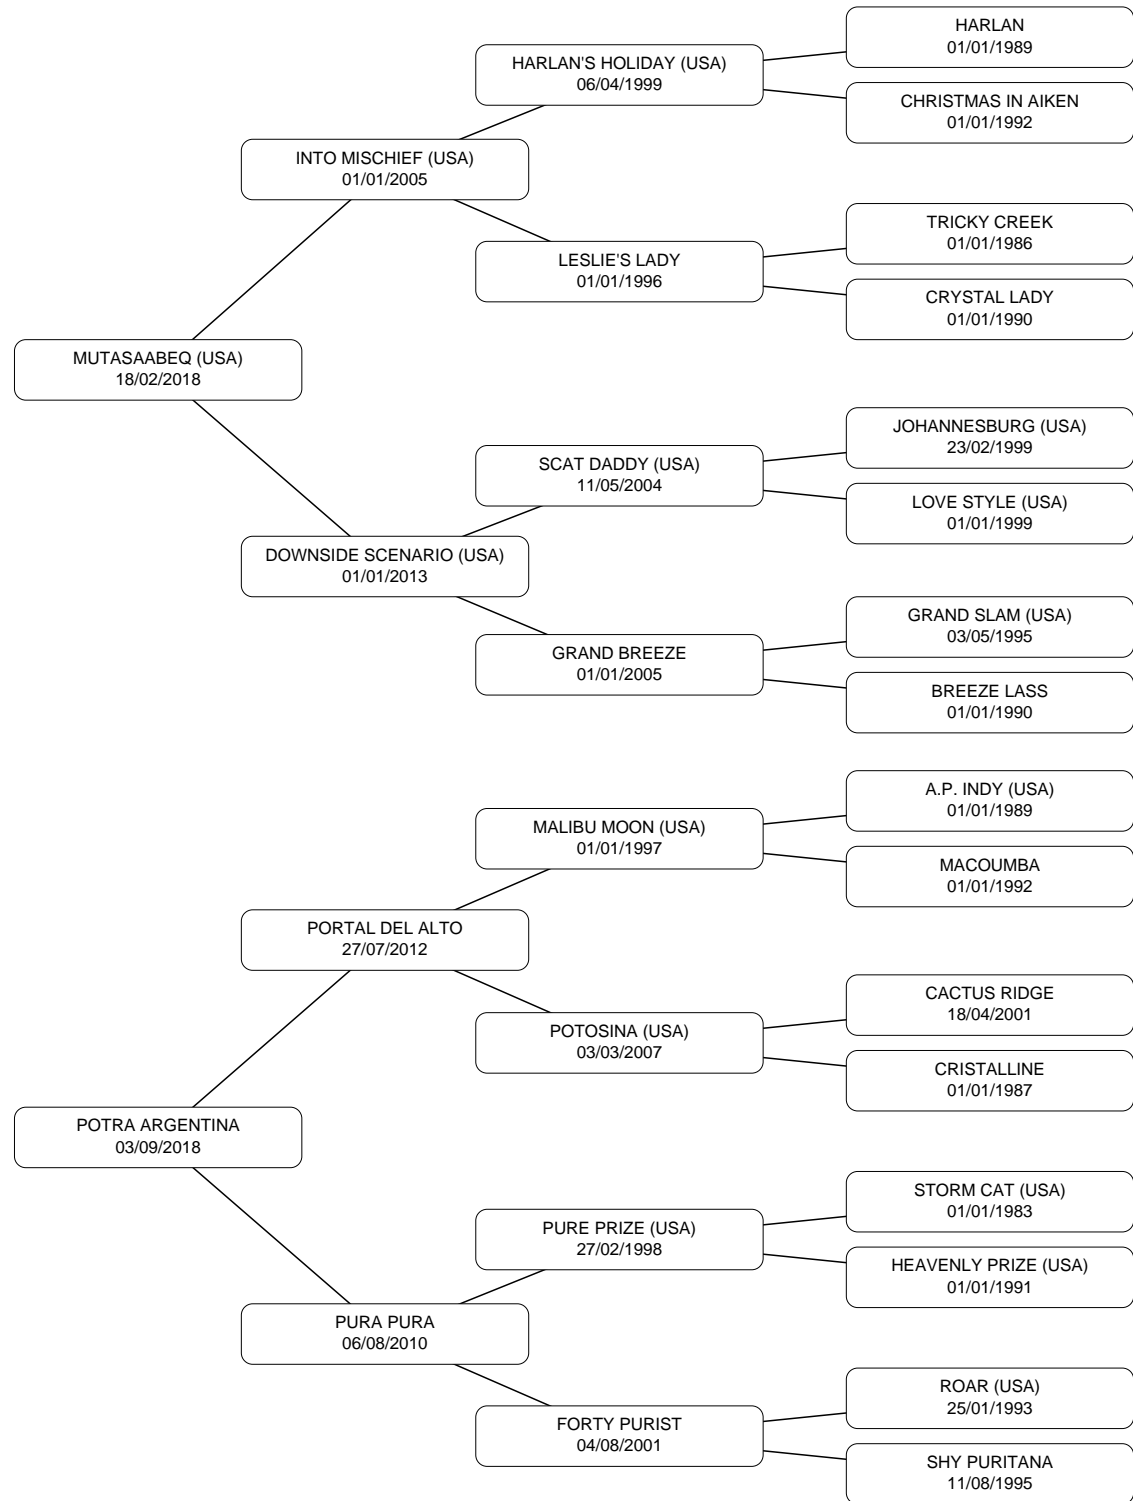 HARLAN
01/01/1989
HARLAN'S HOLIDAY (USA)
06/04/1999
CHRISTMAS IN AIKEN
01/01/1992
INTO MISCHIEF (USA)
01/01/2005
TRICKY CREEK
01/01/1986
LESLIE'S LADY
01/01/1996
CRYSTAL LADY
01/01/1990
MUTASAABEQ (USA)
18/02/2018
JOHANNESBURG (USA)
23/02/1999
SCAT DADDY (USA)
11/05/2004
LOVE STYLE (USA)
01/01/1999
DOWNSIDE SCENARIO (USA)
01/01/2013
GRAND SLAM (USA)
03/05/1995
GRAND BREEZE
01/01/2005
BREEZE LASS
01/01/1990
A.P. INDY (USA)
01/01/1989
MALIBU MOON (USA)
01/01/1997
MACOUMBA
01/01/1992
PORTAL DEL ALTO
27/07/2012
CACTUS RIDGE
18/04/2001
POTOSINA (USA)
03/03/2007
CRISTALLINE
01/01/1987
POTRA ARGENTINA
03/09/2018
STORM CAT (USA)
01/01/1983
PURE PRIZE (USA)
27/02/1998
HEAVENLY PRIZE (USA)
01/01/1991
PURA PURA
06/08/2010
ROAR (USA)
25/01/1993
FORTY PURIST
04/08/2001
SHY PURITANA
11/08/1995